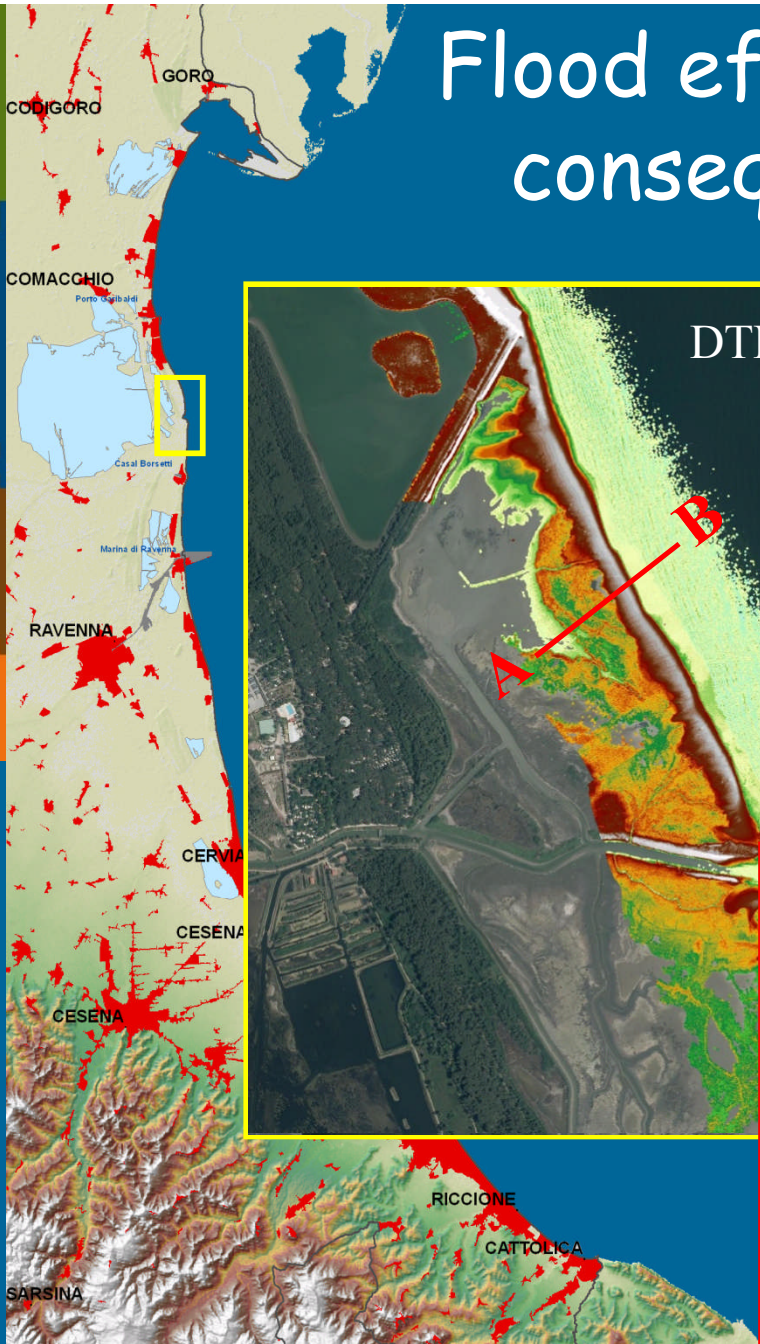 Flood ef
conseq
GORO
CODIGORO
COMACCHIO
Porto Garibaldi
DTM
Casal Borsetti
B
Marina di Ravenna
RAVENNA
A
CERVIA
CESENA
CESENA
RICCIONE
CATTOLICA
SARSINA